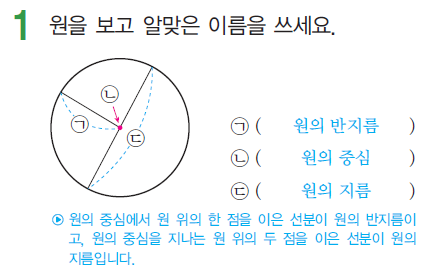 1 원을 보고 알맞은 이름을 쓰세요.
㉡
㉠
㉢
㉠ ( 원의 반지름 )
㉡ ( 원의 중심 )
㉢ ( 원의 지름 )
원의 중심에서 원 위의 한 점을 이은 선분이 원의 반지름이
고, 원의 중심을 지나는 원 위의 두 점을 이은 선분이 원의
지름입니다.